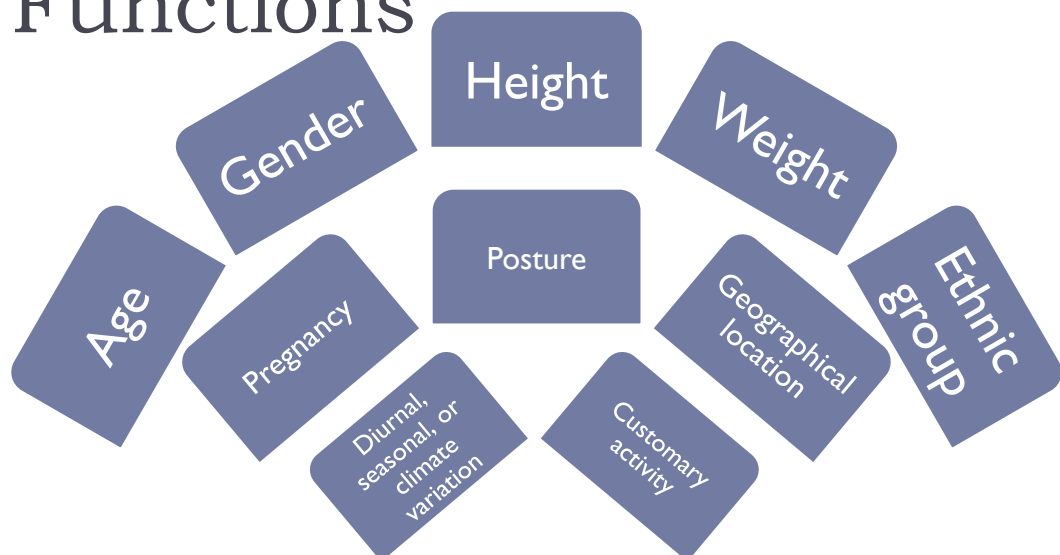 Functions
Height
Gender
Weight
Age
Pregnancy
Posture
Geographical
location
Ethnic
group
Diurnal,
seasonal, or
climate
variation
Customary
activity